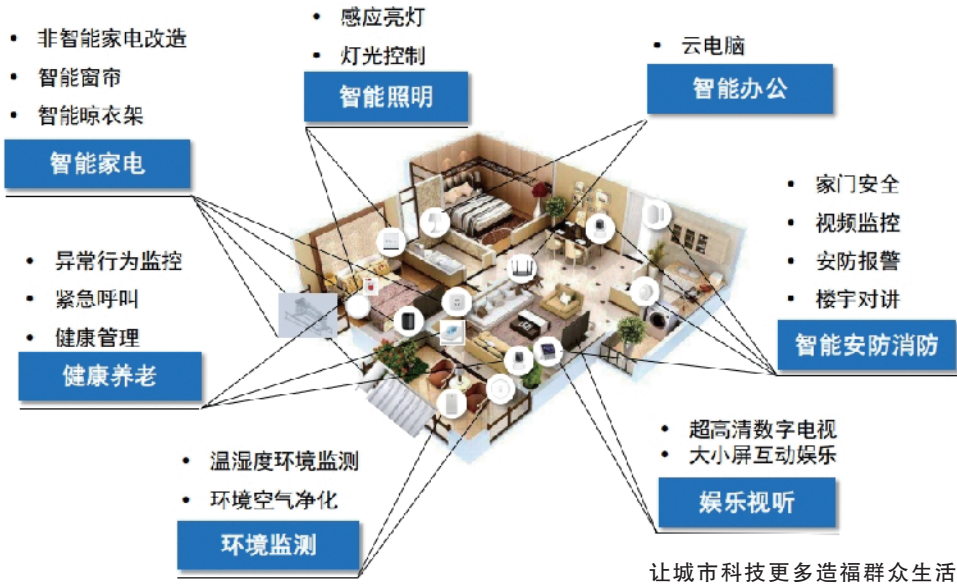 • 非智能家电改造
• 智能窗帘
• 智能晾衣架
智能家电
• 感应亮灯
• 灯光控制
智能照明
• 云电脑
智能办公
• 家门安全
• 视频监控
• 安防报警
• 楼宇对讲
智能安防消防
• 异常行为监控
• 紧急呼叫
• 健康管理
健康养老
• 温湿度环境监测
• 环境空气净化
环境监测
• 超高清数字电视
• 大小屏互动娱乐
娱乐视听
让城市科技更多造福群众生活